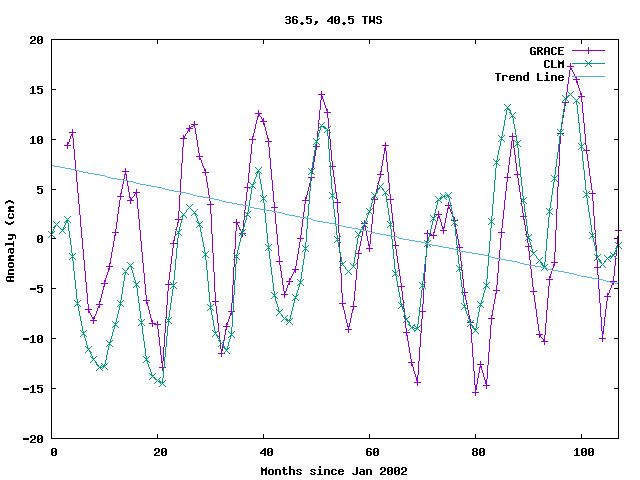 36.5, 40.5 TWS
GRACE
CLM
Trend Line
20
15
10
5
0
-5
-10
-15
-20
Anomaly (cm)
0 20 40 60 80 100
Months since Jan 2002